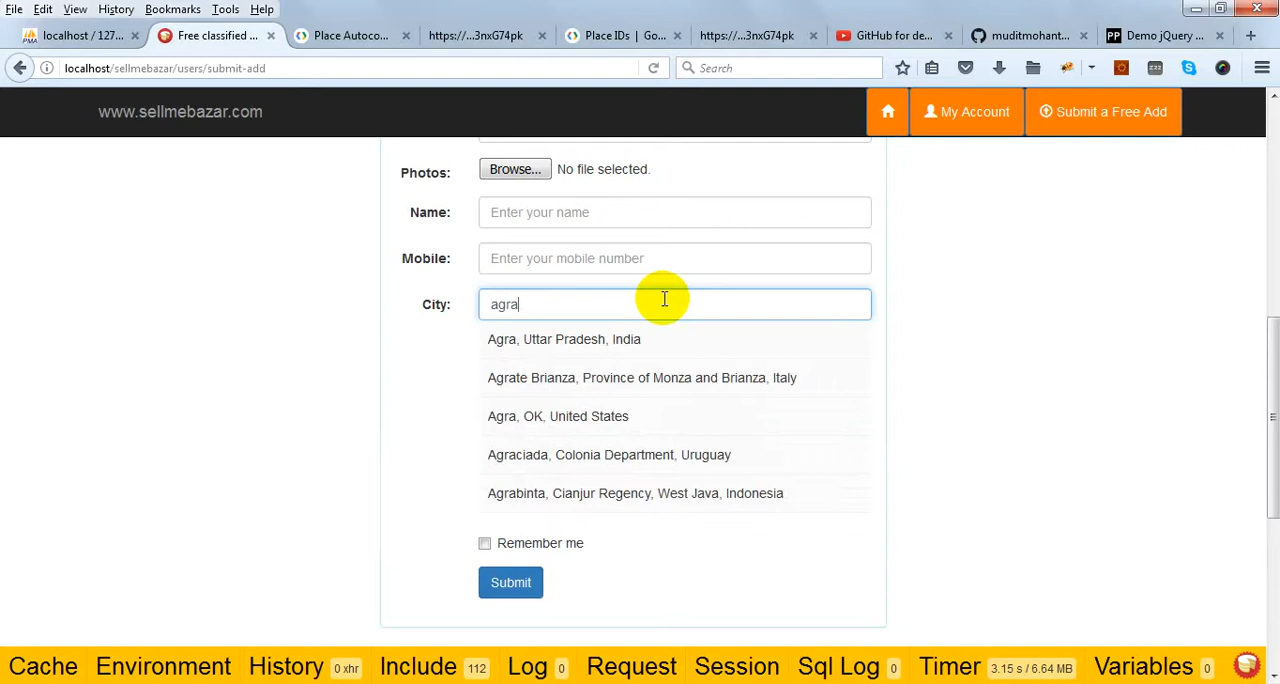 File Edit View History Bookmarks Tools Help
localhost / 127... Free classified ... Place Autoco... https://...3nxG74pk Place IDs | Go... https://...3nxG74pk GitHub for de... muditmohant... Demo jQuery ...
localhost/sellmebazar/users/submit-add Search
www.sellmebazar.com My Account Submit a Free Add
Photos: Browse... No file selected.
Name: Enter your name
Mobile: Enter your mobile number
City: agra
Agra, Uttar Pradesh, India
Agrate Brianza, Province of Monza and Brianza, Italy
Agra, OK, United States
Agraciada, Colonia Department, Uruguay
Agrabinta, Cianjur Regency, West Java, Indonesia
Remember me
Submit
Cache Environment History 0 xhr Include 112 Log 0 Request Session Sql Log 0 Timer 3.15 s / 6.64 MB Variables 0